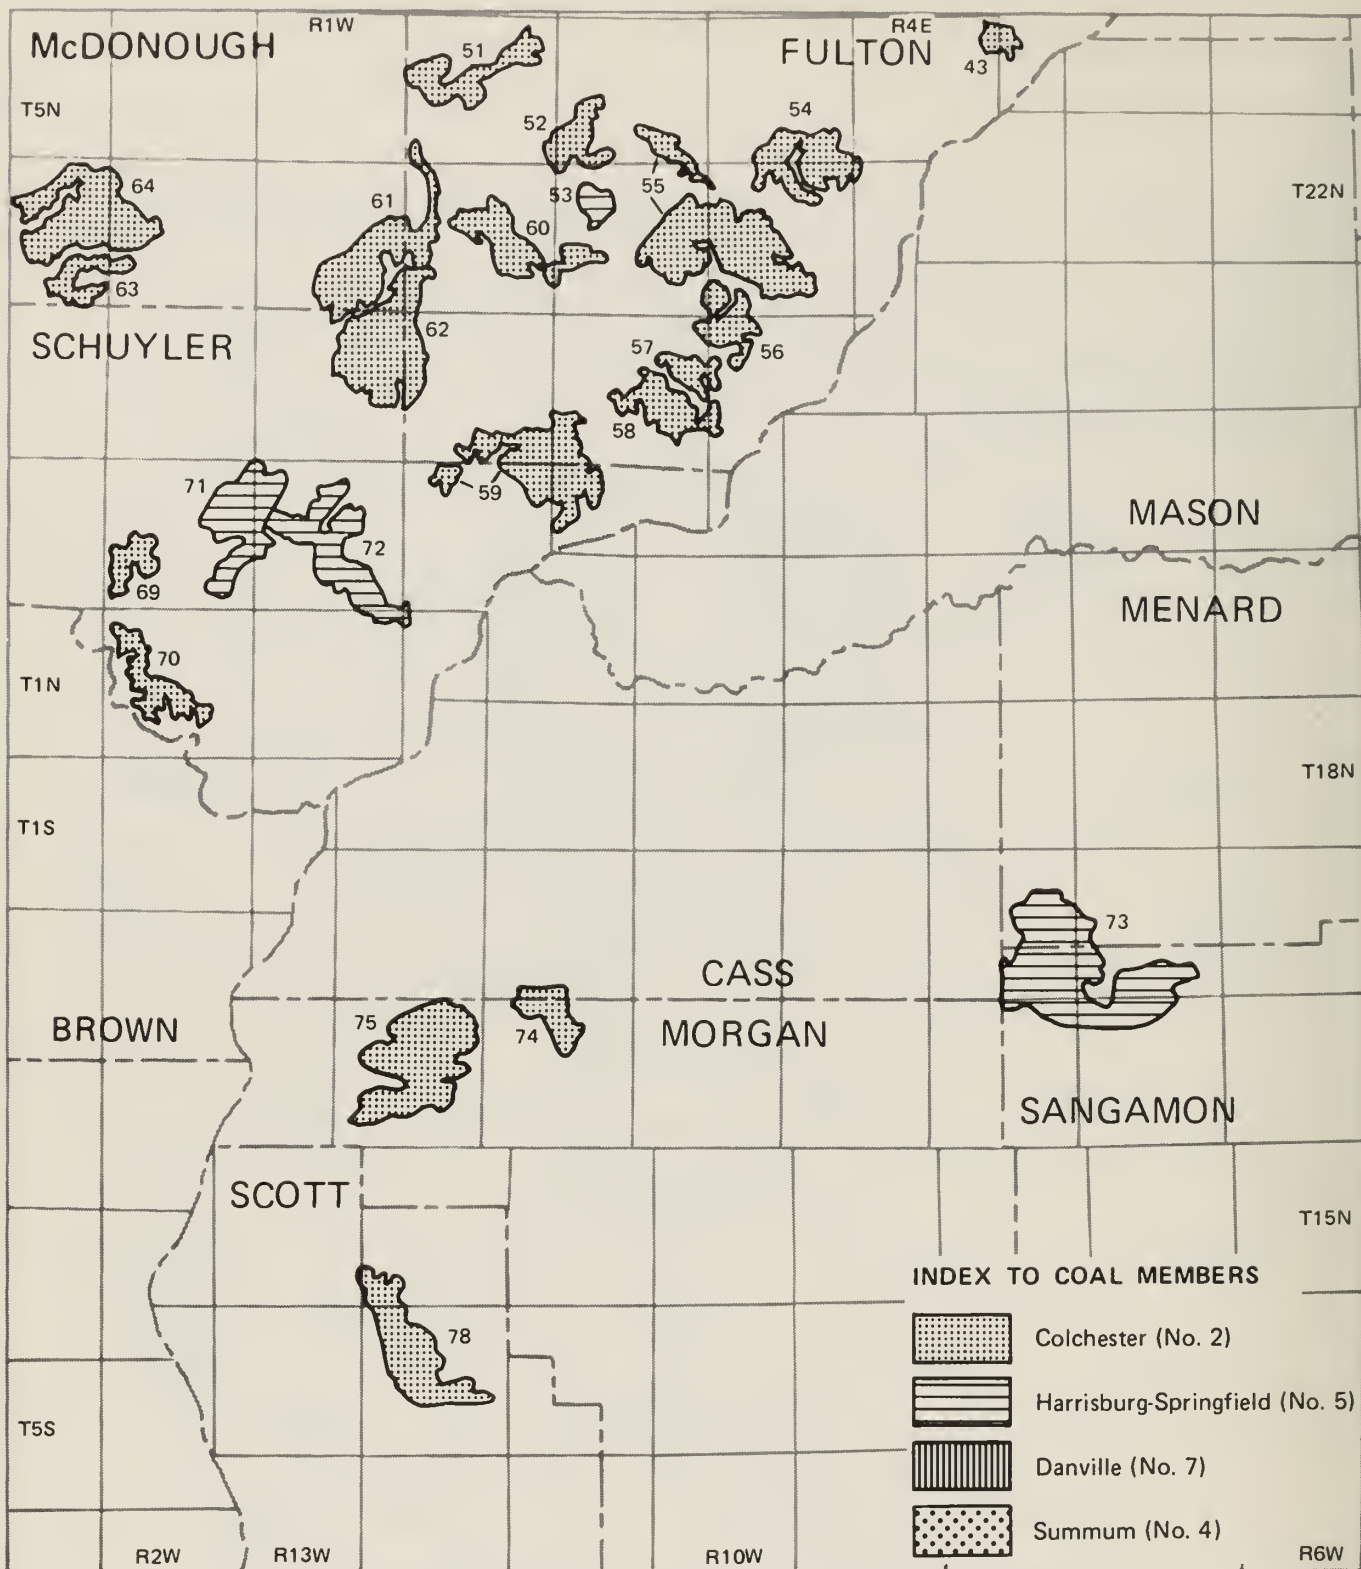 R1W
R4E
McDONOUGH
FULTON
51
43
T5N
52
54
55
64
61
53
60
T22N
63
SCHUYLER
62
57
56
58
71
59
72
MASON
69
MENARD
70
T1N
T18N
T1S
73
CASS
75
74
BROWN
MORGAN
SANGAMON
SCOTT
T15N
INDEX TO COAL MEMBERS
78
Colchester (No. 2)
Harrisburg-Springfield (No. 5)
T5S
Danville (No. 7)
Summum (No. 4)
R2W
R13W
R10W
R6W